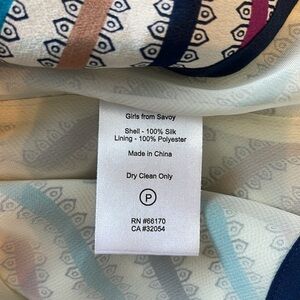 Girls from Savoy
Shell - 100% Silk
Lining - 100% Polyester
Made in China
Dry Clean Only
P
RN #66170
CA #32054